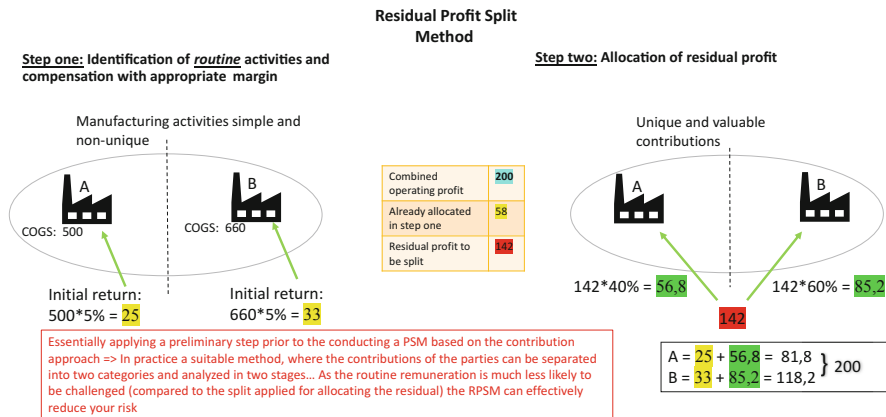 Residual Profit Split
Method
Step one: Identification of routine activities and
compensation with appropriate margin
Step two: Allocation of residual profit
Manufacturing activities simple and
non-unique
A
B
COGS: 500
COGS: 660
Initial return:
500*5% = 25
Initial return:
660*5% = 33
Combined
operating profit
200
Already allocated
in step one
58
Residual profit to
be split
142
Unique and valuable
contributions
A
B
142*40% = 56,8
142*60% = 85,2
142
A = 25 + 56,8 = 81,8
B = 33 + 85,2 = 118,2
} 200
Essentially applying a preliminary step prior to the conducting a PSM based on the contribution
approach => In practice a suitable method, where the contributions of the parties can be separated
into two categories and analyzed in two stages... As the routine remuneration is much less likely to
be challenged (compared to the split applied for allocating the residual) the RPSM can effectively
reduce your risk